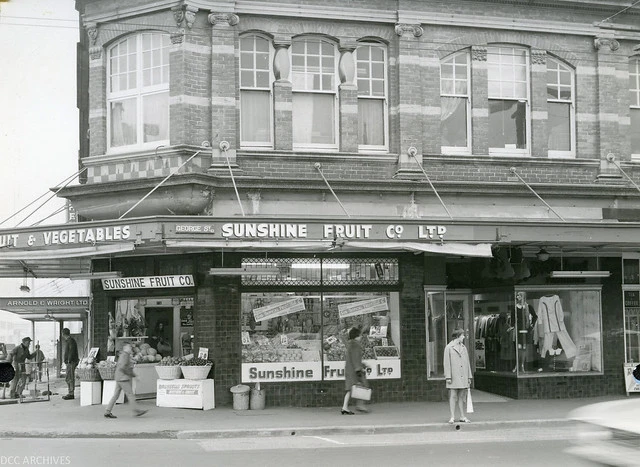 UIT & VEGETABLES
GEORGE ST. SUNSHINE FRUIT CO LTD
SUNSHINE FRUIT CO.
ARNOLD C WRIGHT LTD
Sunshine Fru Co Ltd
DCC ARCHIVES